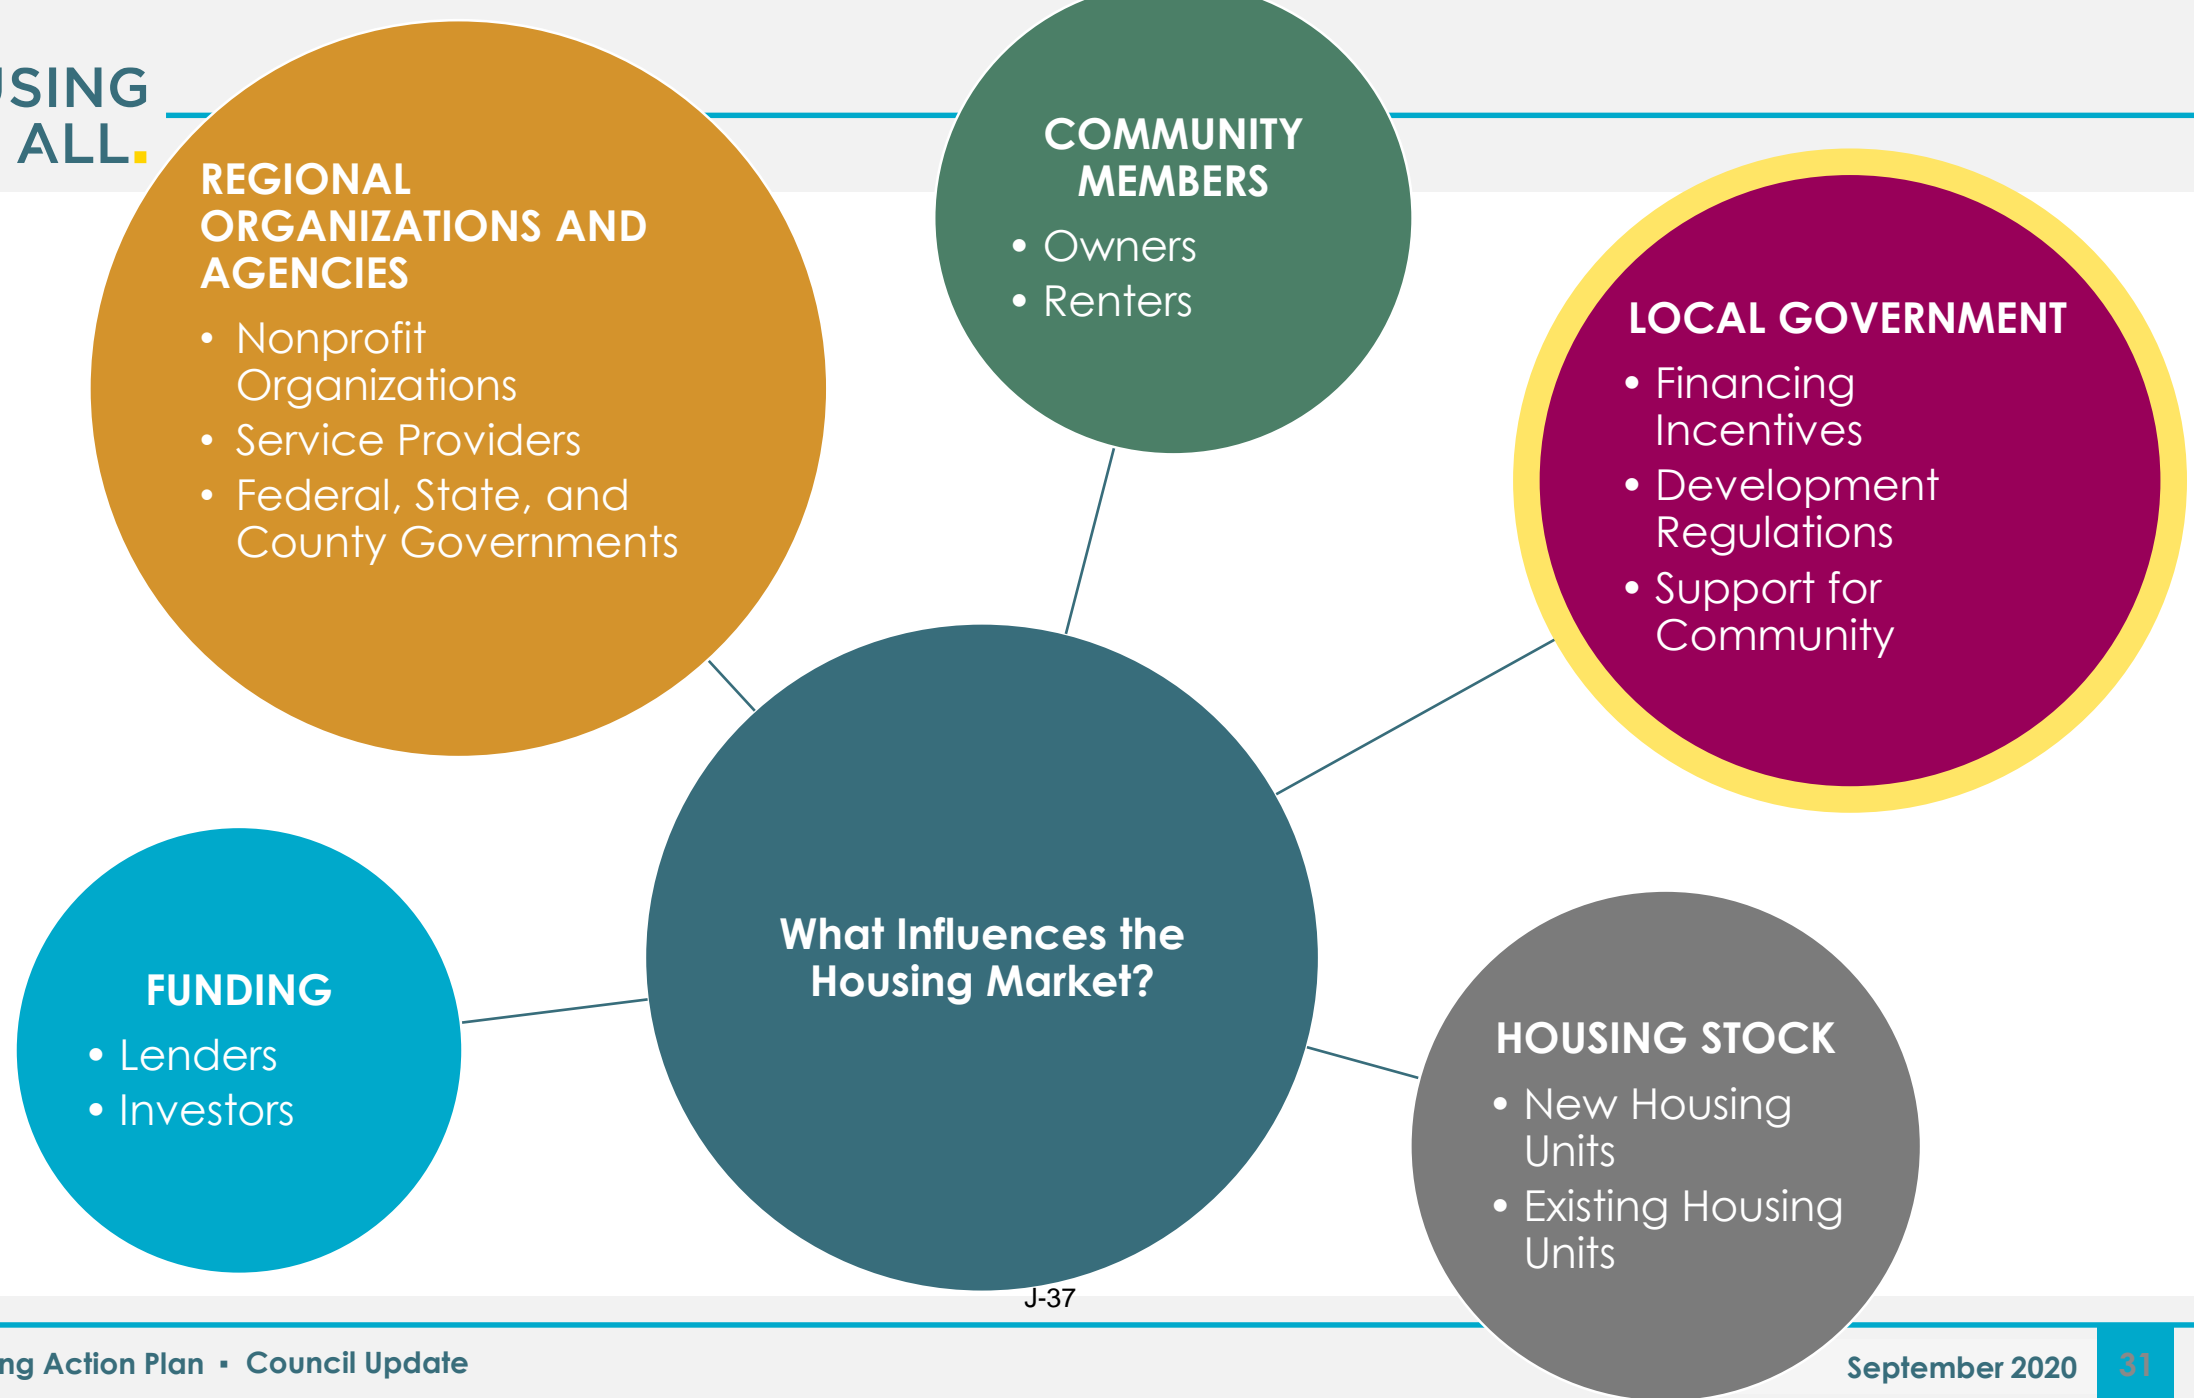 USING
ALL.
REGIONAL
ORGANIZATIONS AND
AGENCIES
• Nonprofit
Organizations
• Service Providers
• Federal, State, and
County Governments
COMMUNITY
MEMBERS
• Owners
• Renters
LOCAL GOVERNMENT
• Financing
Incentives
• Development
Regulations
• Support for
Community
FUNDING
• Lenders
• Investors
What Influences the
Housing Market?
HOUSING STOCK
• New Housing
Units
• Existing Housing
Units
J-37
ng Action Plan ▪ Council Update
September 2020
31